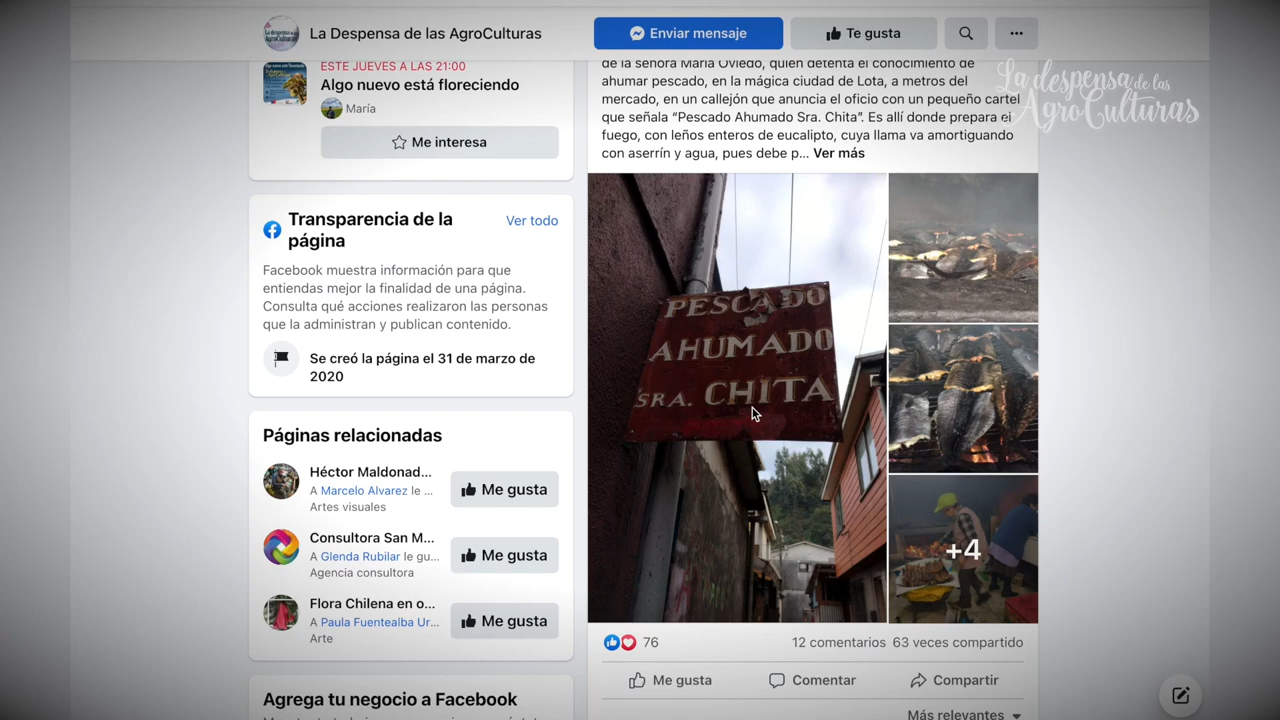 La Despensa de las AgroCulturas
Enviar mensaje
Te gusta
La despensa de las
AgroCulturas
ESTE JUEVES A LAS 21:00
Algo nuevo está floreciendo
María
Me interesa
Transparencia de la
página
Ver todo
Facebook muestra información para que
entiendas mejor la finalidad de una página.
Consulta qué acciones realizaron las personas
que la administran y publican contenido.
Se creó la página el 31 de marzo de
2020
Páginas relacionadas
Héctor Maldonad...
A Marcelo Alvarez le ...
Artes visuales
Me gusta
Consultora San M...
A Glenda Rubilar le gu...
Agencia consultora
Me gusta
Flora Chilena en o...
A Paula Fuentealba Ur...
Arte
Me gusta
Agrega tu negocio a Facebook
de la señora María Oviedo, quien detenta el conocimiento de
ahumar pescado, en la mágica ciudad de Lota, a metros del
mercado, en un callejón que anuncia el oficio con un pequeño cartel
que señala “Pescado Ahumado Sra. Chita”. Es allí donde prepara el
fuego, con leños enteros de eucalipto, cuya llama va amortiguando
con aserrín y agua, pues debe p... Ver más
PESCADO
AHUMADO
SRA. CHITA
+4
76
12 comentarios 63 veces compartido
Me gusta
Comentar
Compartir
Más relevantes